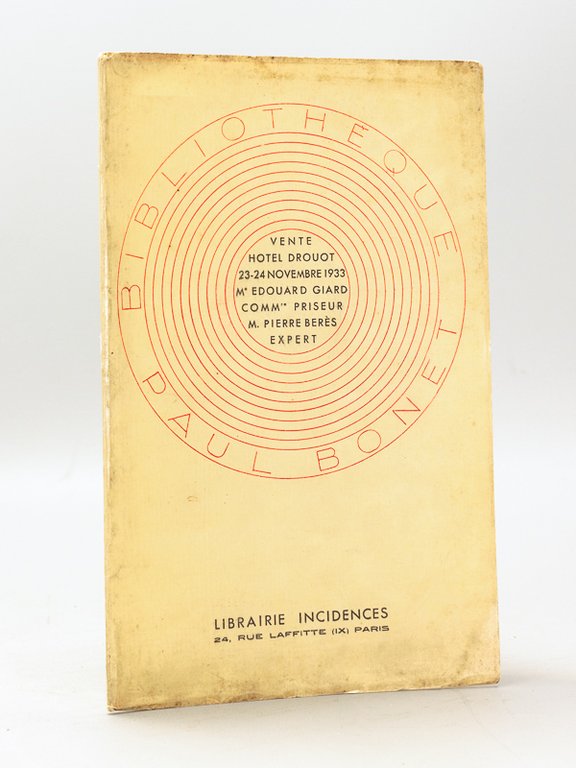 BIBLIOTHÈQUE
PAUL BONET
VENTE
HOTEL DROUOT
23-24 NOVEMBRE 1933
Me EDOUARD GIARD
COMMre PRISEUR
M. PIERRE BERÈS
EXPERT
LIBRAIRIE INCIDENCES
24, RUE LAFFITTE (IX) PARIS